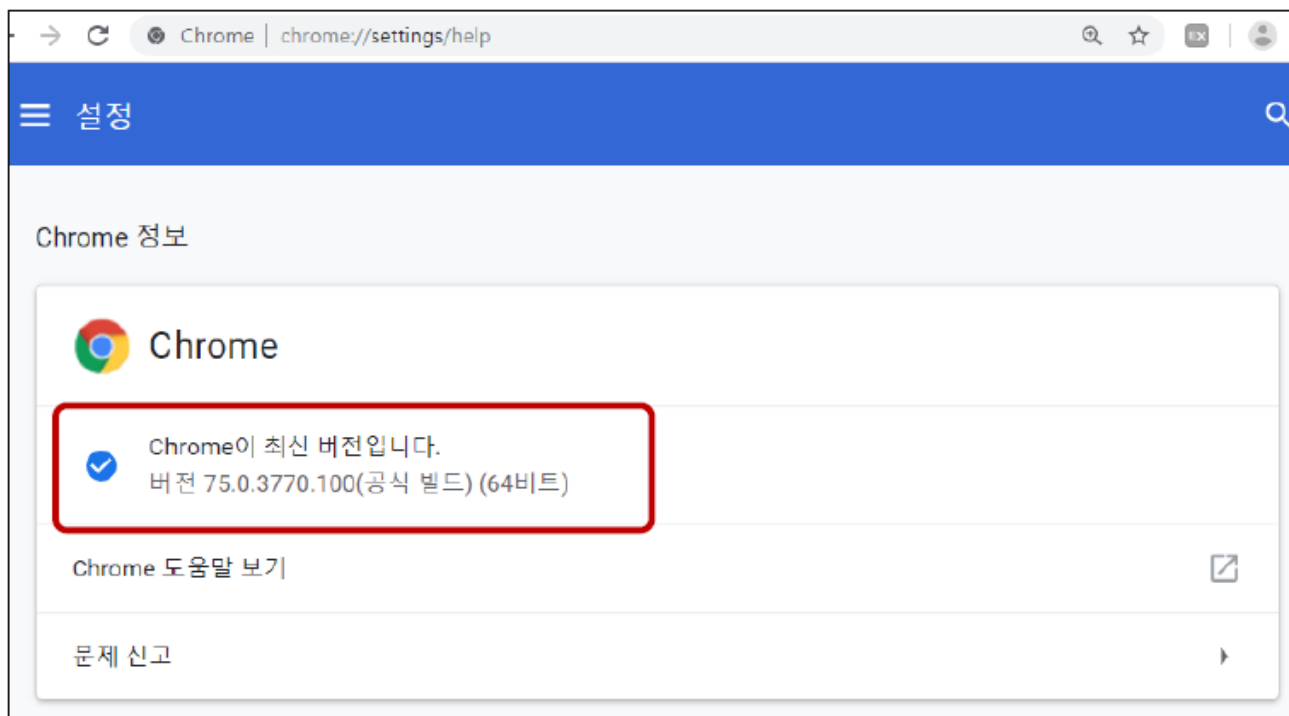 Chrome | chrome://settings/help
EX
설정
Chrome 정보
Chrome
Chrome이 최신 버전입니다.
버전 75.0.3770.100(공식 빌드) (64비트)
Chrome 도움말 보기
문제 신고